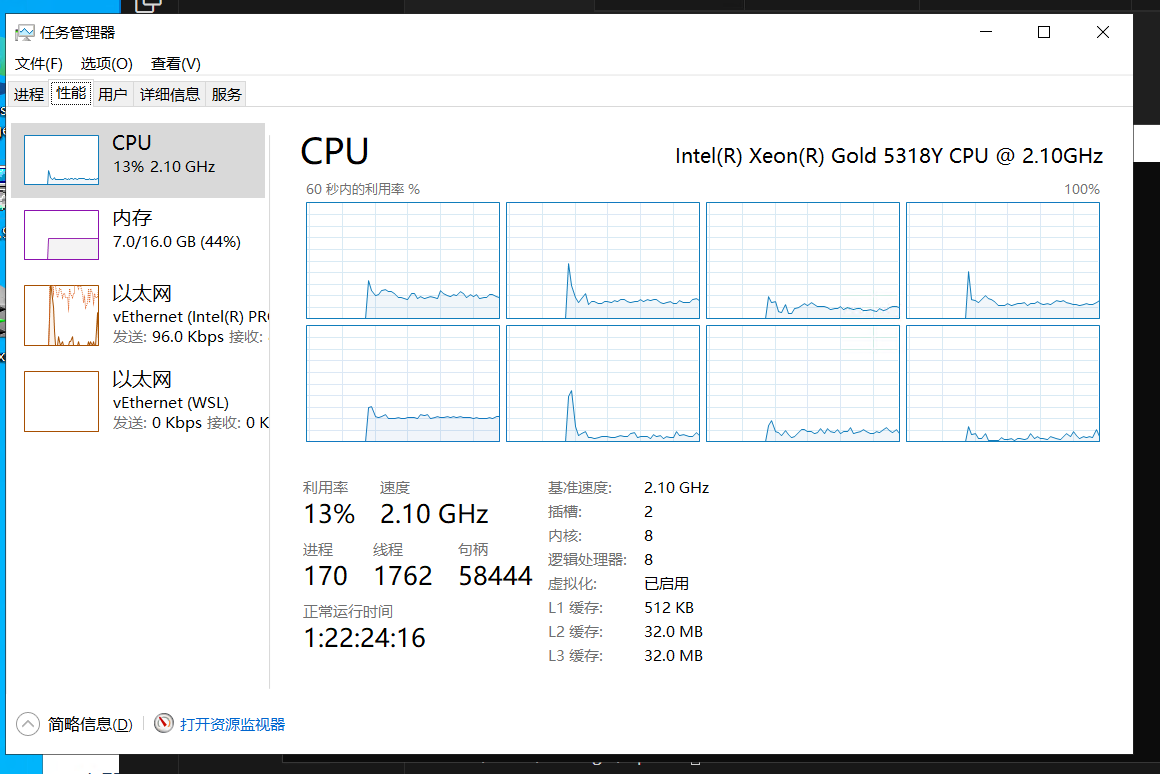 任务管理器
文件(F) 选项(O) 查看(V)
进程 性能 用户 详细信息 服务
CPU
13% 2.10 GHz
内存
7.0/16.0 GB (44%)
以太网
vEthernet (Intel(R) PRO
发送: 96.0 Kbps 接收:
以太网
vEthernet (WSL)
发送: 0 Kbps 接收: 0 K
CPU
Intel(R) Xeon(R) Gold 5318Y CPU @ 2.10GHz
60 秒内的利用率 % 100%
利用率 速度
13% 2.10 GHz
进程 线程 句柄
170 1762 58444
正常运行时间
1:22:24:16
基准速度: 2.10 GHz
插槽: 2
内核: 8
逻辑处理器: 8
虚拟化: 已启用
L1 缓存: 512 KB
L2 缓存: 32.0 MB
L3 缓存: 32.0 MB
简略信息(D) 打开资源监视器